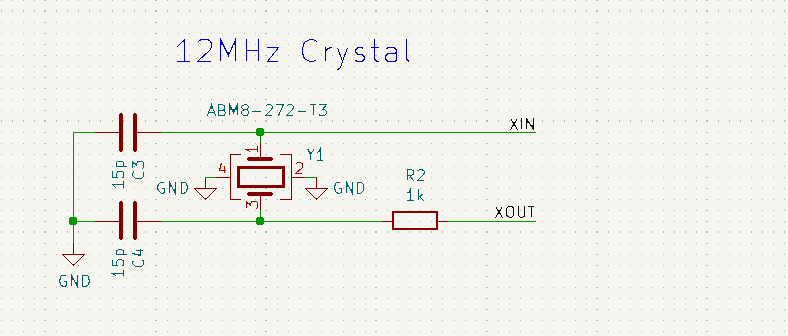 12MHz Crystal
ABM8-272-T3
XIN
15p
C3
1
Y1
4
2
GND
GND
3
R2
1k
XOUT
15p
C4
GND